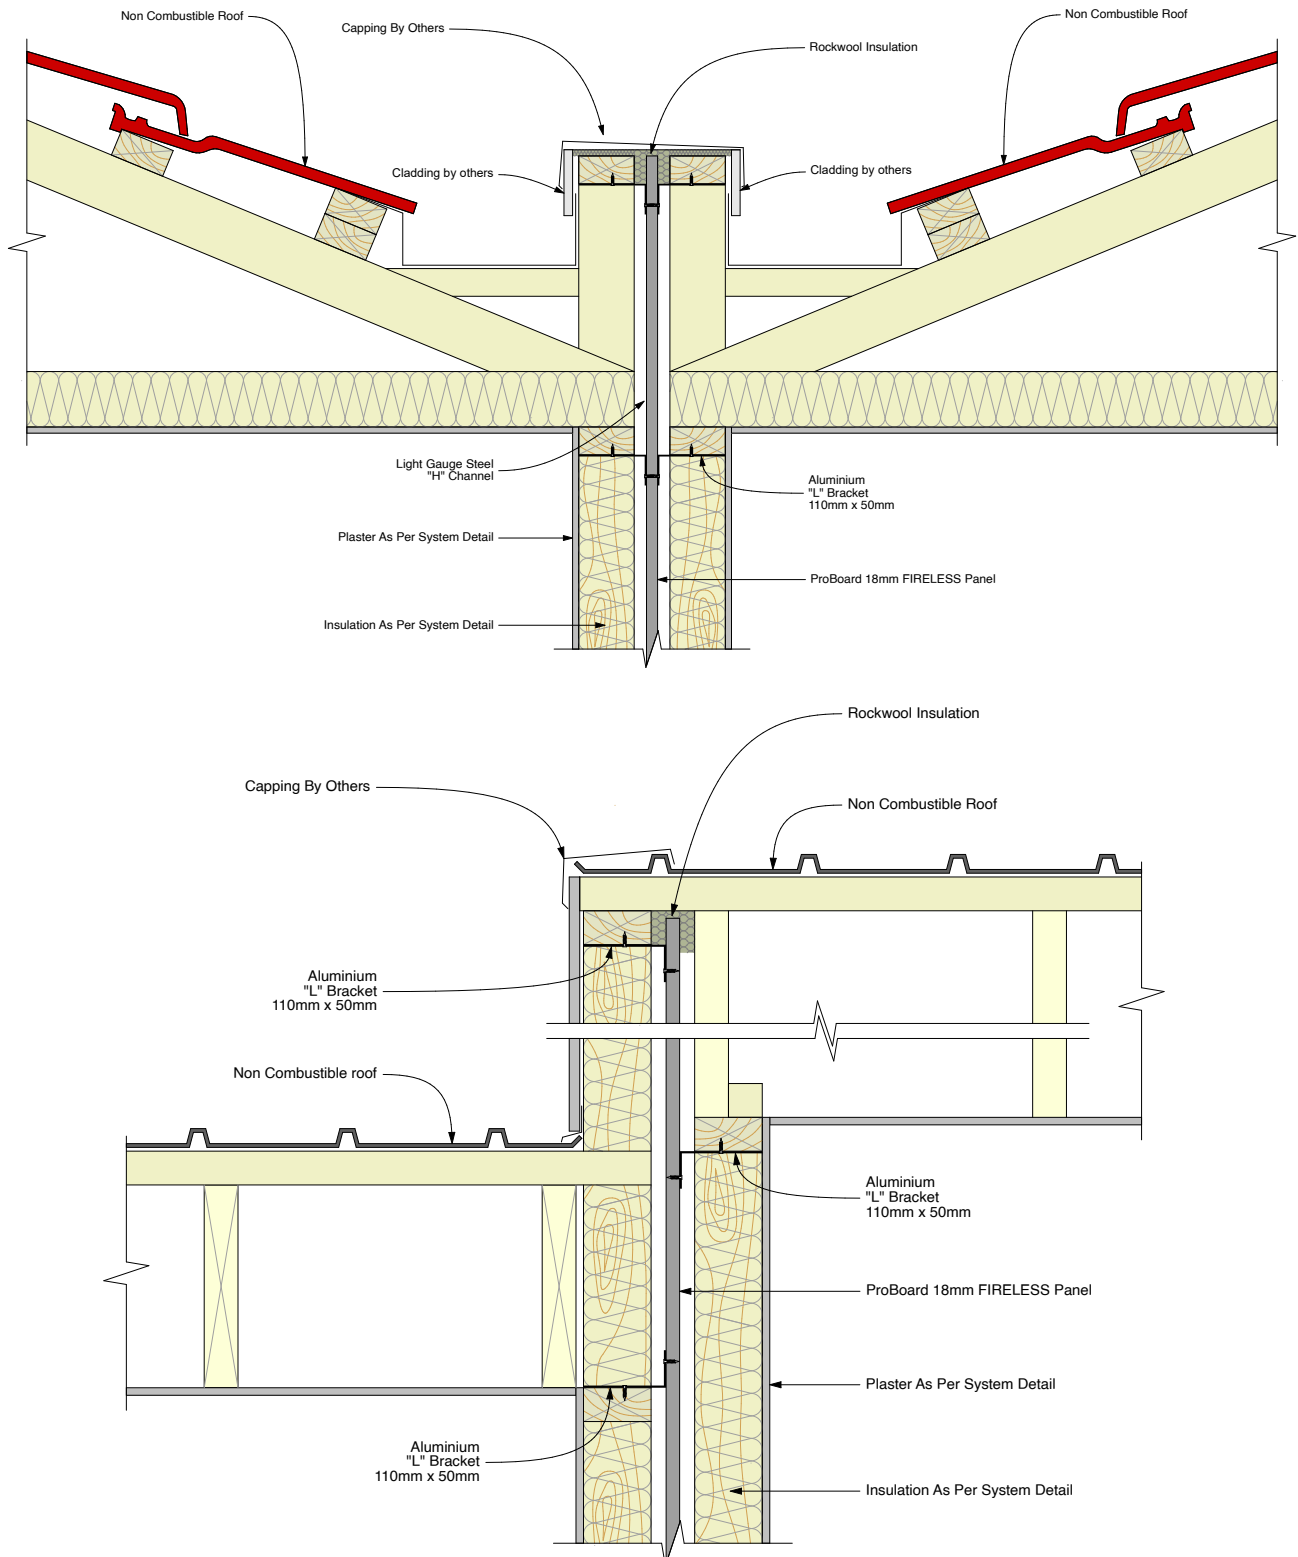 Non Combustible Roof
Capping By Others
Rockwool Insulation
Non Combustible Roof
Cladding by others
Cladding by others
Light Gauge Steel
"H" Channel
Aluminium
"L" Bracket
110mm x 50mm
Plaster As Per System Detail
ProBoard 18mm FIRELESS Panel
Insulation As Per System Detail
Rockwool Insulation
Capping By Others
Non Combustible Roof
Aluminium
"L" Bracket
110mm x 50mm
Non Combustible roof
Aluminium
"L" Bracket
110mm x 50mm
ProBoard 18mm FIRELESS Panel
Plaster As Per System Detail
Aluminium
"L" Bracket
110mm x 50mm
Insulation As Per System Detail